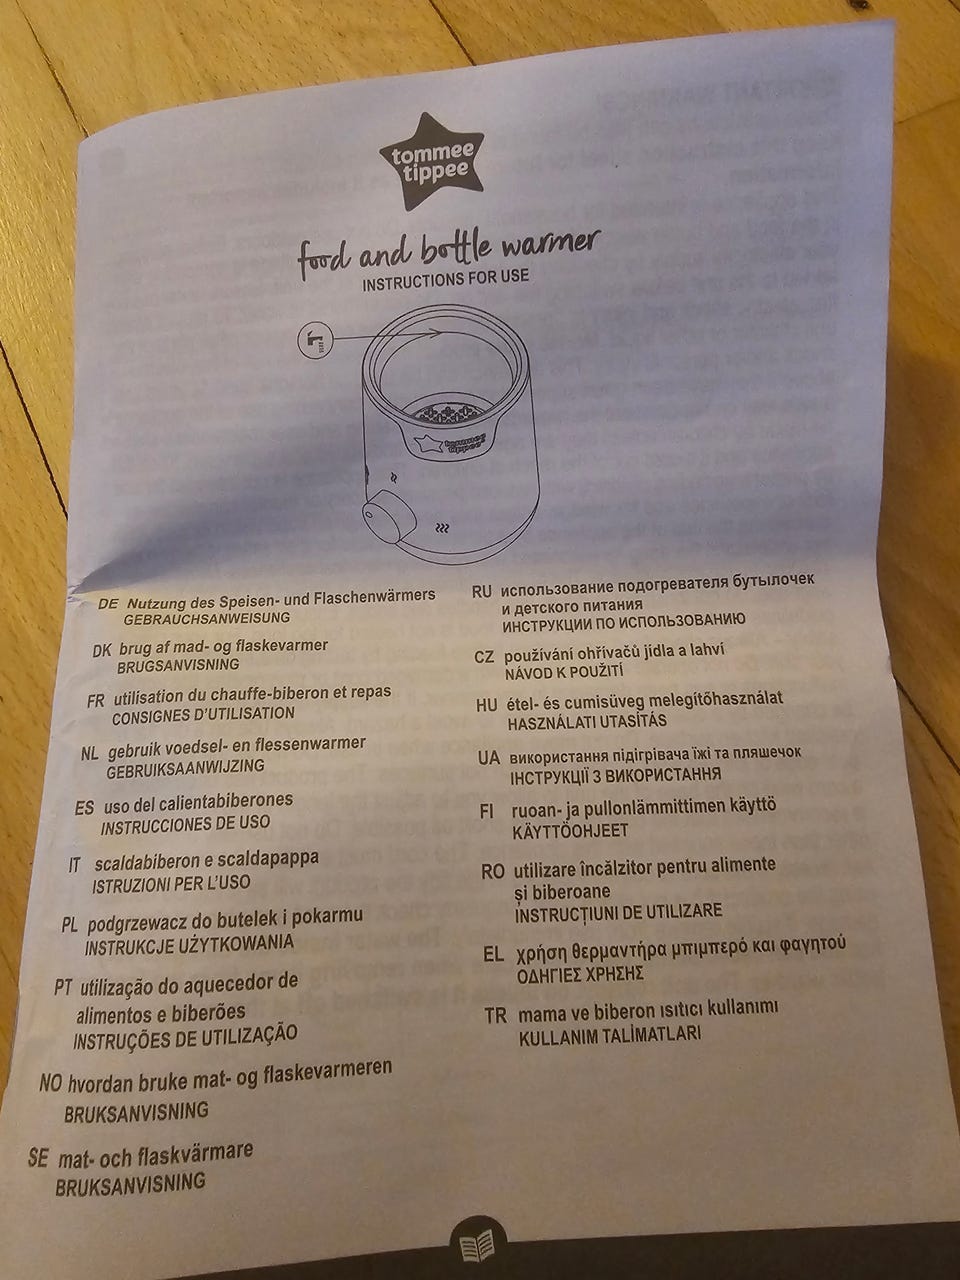 tommee
tippee
food and bottle warmer
INSTRUCTIONS FOR USE
tommee
tippee
DE Nutzung des Speisen- und Flaschenwärmers
GEBRAUCHSANWEISUNG
DK brug af mad- og flaskevarmer
BRUGSANVISNING
FR utilisation du chauffe-biberon et repas
CONSIGNES D'UTILISATION
NL gebruik voedsel- en flessenwarmer
GEBRUIKSAANWIJZING
ES uso del calientabiberones
INSTRUCCIONES DE USO
IT scaldabiberon e scaldapappa
ISTRUZIONI PER L'USO
PL podgrzewacz do butelek i pokarmu
INSTRUKCJE UŻYTKOWANIA
PT utilização do aquecedor de
alimentos e biberões
INSTRUÇÕES DE UTILIZAÇÃO
NO hvordan bruke mat- og flaskevarmeren
BRUKSANVISNING
SE mat- och flaskvärmare
BRUKSANVISNING
RU использование подогревателя бутылочек
и детского питания
ИНСТРУКЦИИ ПО ИСПОЛЬЗОВАНИЮ
CZ používání ohřívačů jídla a lahví
NÁVOD K POUŽITÍ
HU étel- és cumisüveg melegítőhasználat
HASZNÁLATI UTASÍTÁS
UA використання підігрівача їжі та пляшечок
ІНСТРУКЦІЇ З ВИКОРИСТАННЯ
FI ruoan- ja pullonlämmittimen käyttö
KÄYTTÖOHJEET
RO utilizare încălzitor pentru alimente
și biberoane
INSTRUCȚIUNI DE UTILIZARE
EL χρήση θερμαντήρα μπιμπερό και φαγητού
ΟΔΗΓΙΕΣ ΧΡΗΣΗΣ
TR mama ve biberon ısıtıcı kullanımı
KULLANIM TALİMATLARI